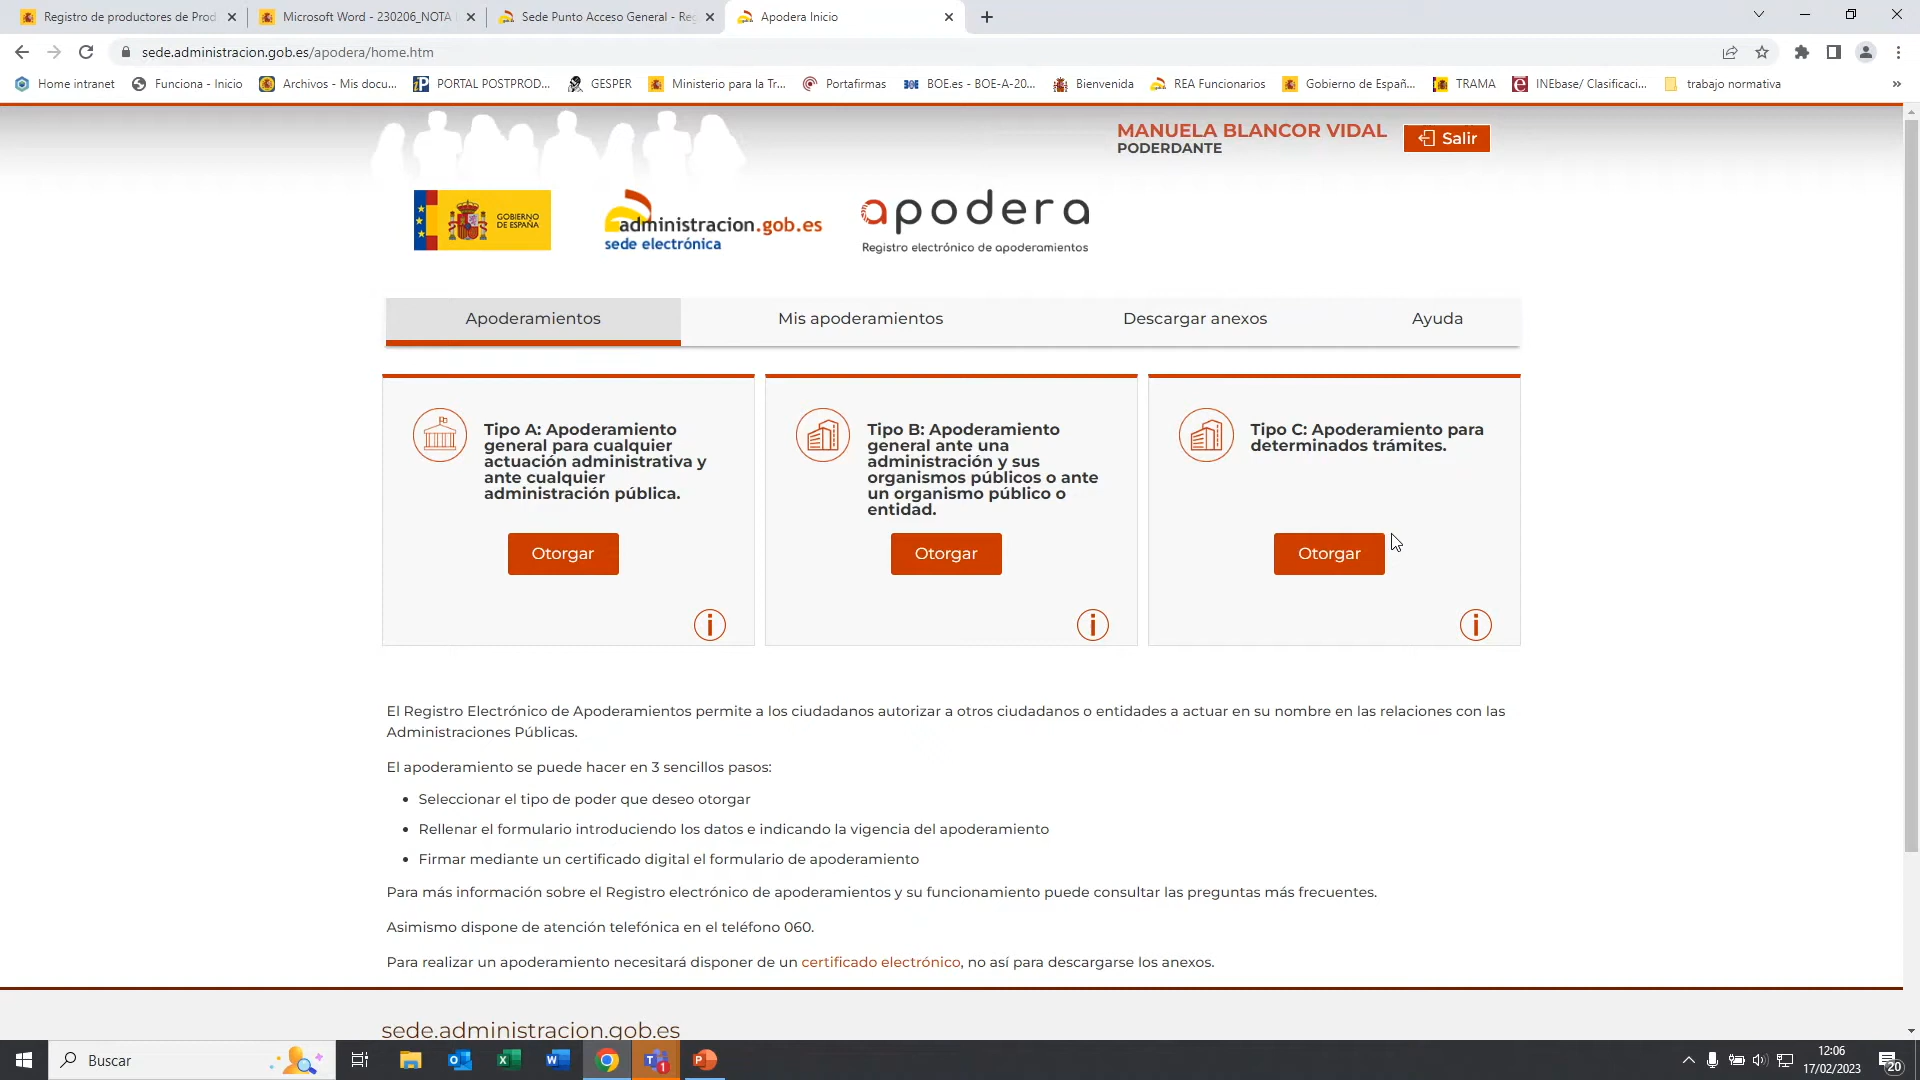 Registro de productores de Prod
Microsoft Word - 230206_NOTA
Sede Punto Acceso General - Reg
Apodera Inicio
sede.administracion.gob.es/apodera/home.htm
Home intranet
Funciona - Inicio
Archivos - Mis docu...
PORTAL POSTPROD...
GESPER
Ministerio para la Tr...
Portafirmas
BOE.es - BOE-A-20...
Bienvenida
REA Funcionarios
Gobierno de Españ...
TRAMA
INEbase/ Clasificaci...
trabajo normativa
»
MANUELA BLANCOR VIDAL
PODERDANTE
Salir
GOBIERNO
DE ESPAÑA
administracion.gob.es
sede electrónica
apodera
Registro electrónico de apoderamientos
Apoderamientos
Mis apoderamientos
Descargar anexos
Ayuda
Tipo A: Apoderamiento
general para cualquier
actuación administrativa y
ante cualquier
administración pública.
Otorgar
i
Tipo B: Apoderamiento
general ante una
administración y sus
organismos públicos o ante
un organismo público o
entidad.
Otorgar
i
Tipo C: Apoderamiento para
determinados trámites.
Otorgar
i
El Registro Electrónico de Apoderamientos permite a los ciudadanos autorizar a otros ciudadanos o entidades a actuar en su nombre en las relaciones con las
Administraciones Públicas.
El apoderamiento se puede hacer en 3 sencillos pasos:
• Seleccionar el tipo de poder que deseo otorgar
• Rellenar el formulario introduciendo los datos e indicando la vigencia del apoderamiento
• Firmar mediante un certificado digital el formulario de apoderamiento
Para más información sobre el Registro electrónico de apoderamientos y su funcionamiento puede consultar las preguntas más frecuentes.
Asimismo dispone de atención telefónica en el teléfono 060.
Para realizar un apoderamiento necesitará disponer de un certificado electrónico, no así para descargarse los anexos.
sede.administracion.gob.es
Buscar
1
12:06
17/02/2023
20